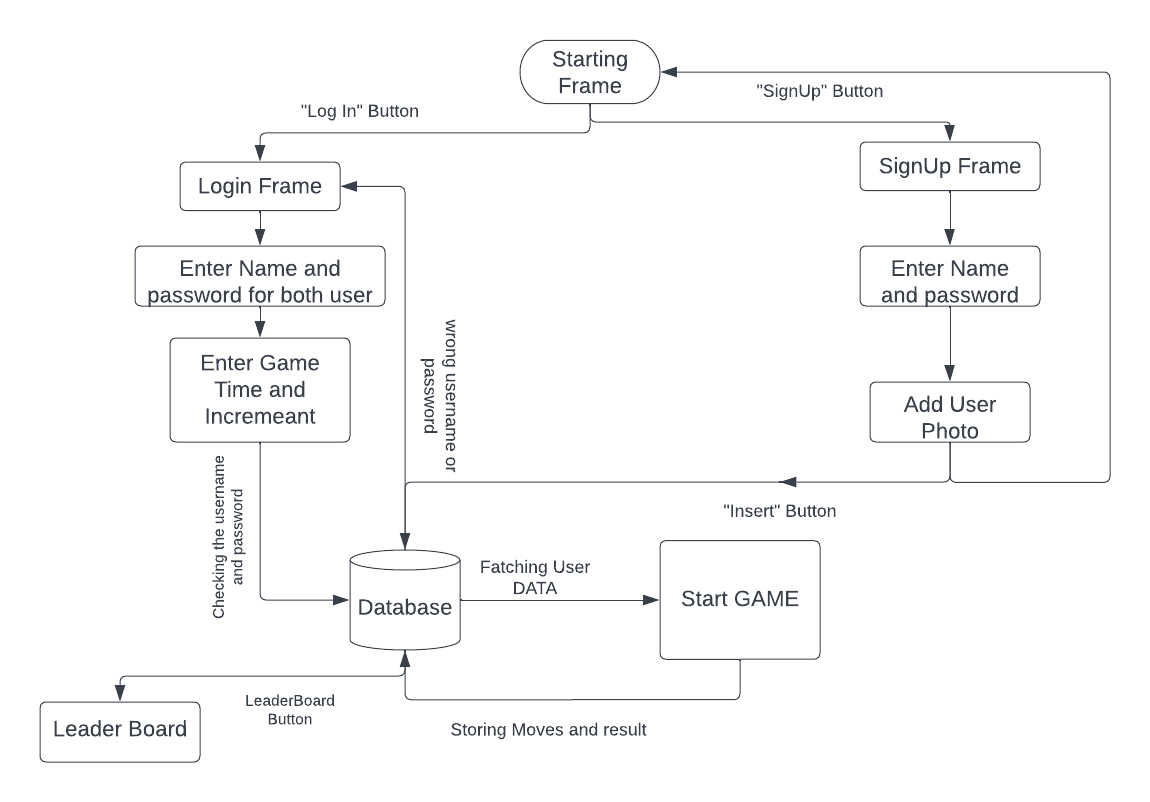 Starting
Frame
"SignUp" Button
"Log In" Button
Login Frame
SignUp Frame
Enter Name and
password for both user
Enter Name
and password
Enter Game
Time and
Incremeant
wrong username or
password
Add User
Photo
Checking the username
and password
"Insert" Button
Fatching User
DATA
Database
Start GAME
LeaderBoard
Button
Leader Board
Storing Moves and result